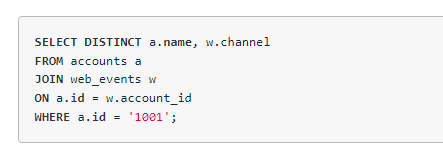 SELECT DISTINCT a.name, w.channel
FROM accounts a
JOIN web_events w
ON a.id = w.account_id
WHERE a.id = '1001';